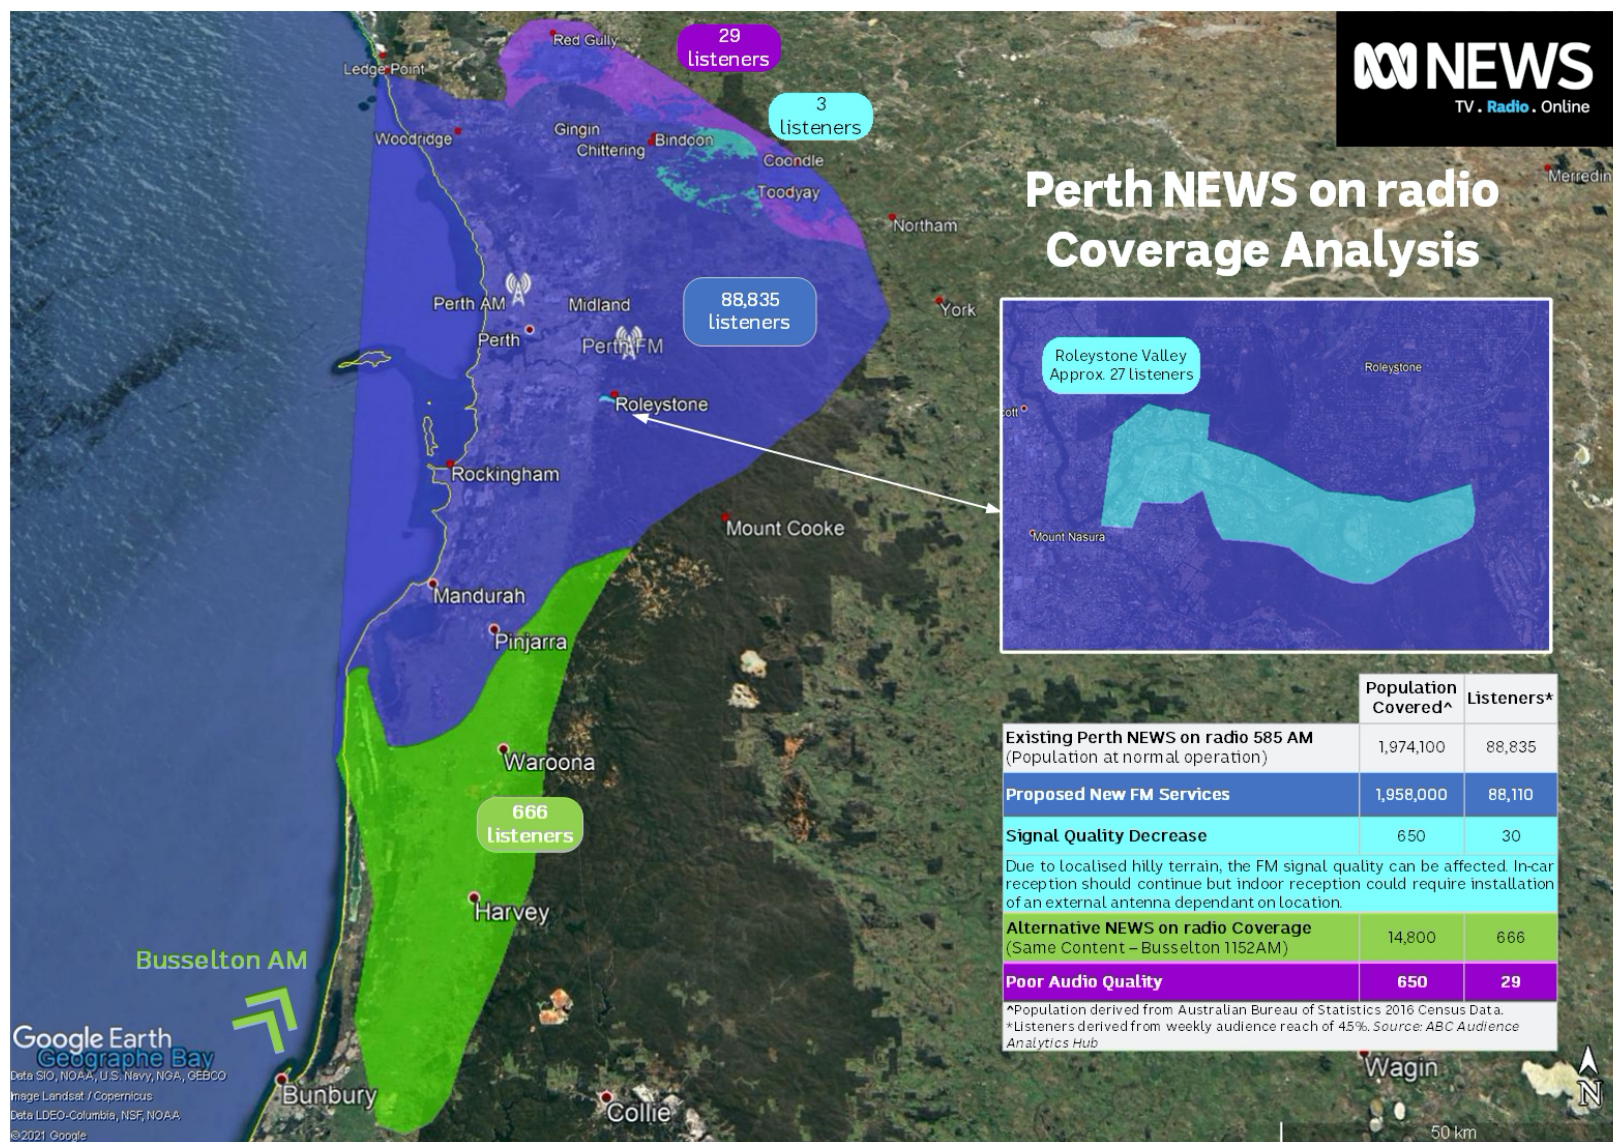 NEWS
TV . Radio . Online
Perth NEWS on radio
Coverage Analysis
Red Gully
29
listeners
Ledge Point
3
listeners
Woodridge
Gingin
Chittering
Bindoon
Coondle
Toodyay
Merredin
Northam
88,835
listeners
Perth AM
Midland
York
Perth
Perth FM
Roleystone
Rockingham
Mount Cooke
Mandurah
Pinjarra
Waroona
666
listeners
Harvey
Busselton AM
Bunbury
Collie
Wagin
N
50 km
Roleystone Valley
Approx. 27 listeners
Roleystone
ott
Mount Nasura
Population
Covered^
Listeners*
Existing Perth NEWS on radio 585 AM
(Population at normal operation)
1,974,100
88,835
Proposed New FM Services
1,958,000
88,110
Signal Quality Decrease
650
30
Due to localised hilly terrain, the FM signal quality can be affected. In-car
reception should continue but indoor reception could require installation
of an external antenna dependant on location.
Alternative NEWS on radio Coverage
(Same Content – Busselton 1152AM)
14,800
666
Poor Audio Quality
650
29
^Population derived from Australian Bureau of Statistics 2016 Census Data.
*Listeners derived from weekly audience reach of 4.5%. Source: ABC Audience
Analytics Hub
Google Earth
Geographe Bay
Data SIO, NOAA, U.S. Navy, NGA, GEBCO
Image Landsat / Copernicus
Data LDEO-Columbia, NSF, NOAA
©2021 Google